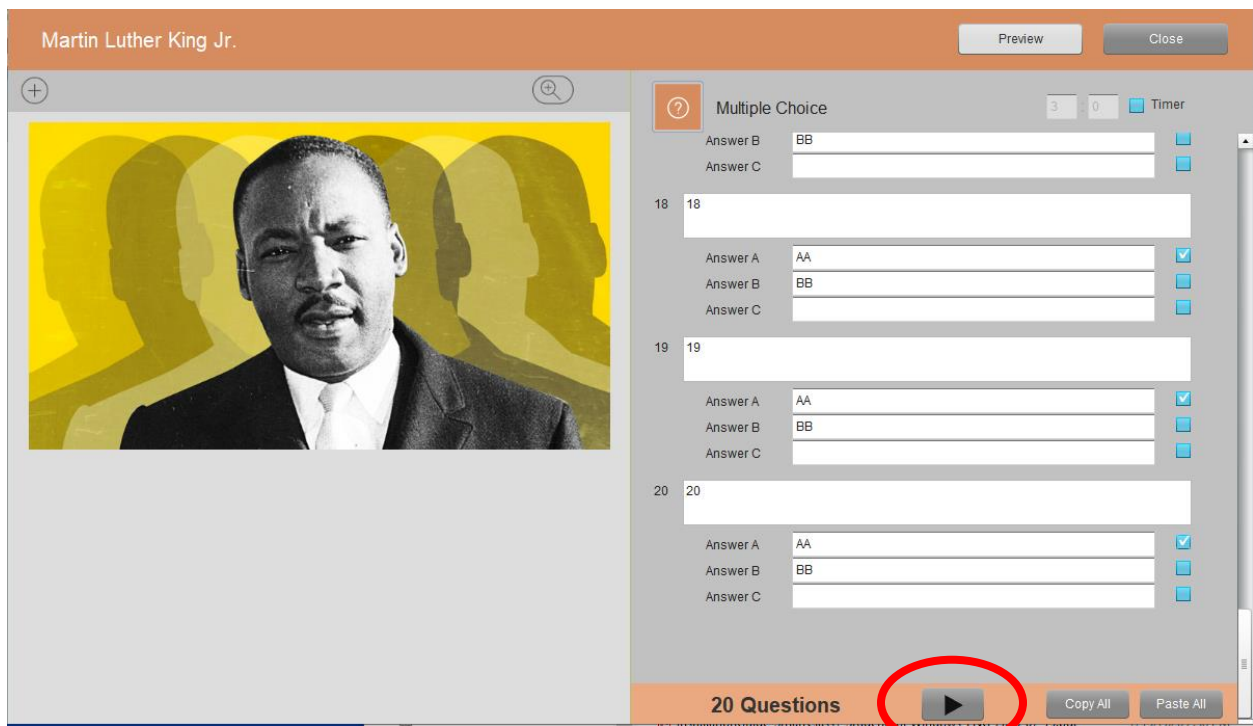 Martin Luther King Jr.
Preview
Close
Multiple Choice
3 : 0
Timer
Answer B
BB
Answer C
18
18
Answer A
AA
Answer B
BB
Answer C
19
19
Answer A
AA
Answer B
BB
Answer C
20
20
Answer A
AA
Answer B
BB
Answer C
20 Questions
Copy All
Paste All